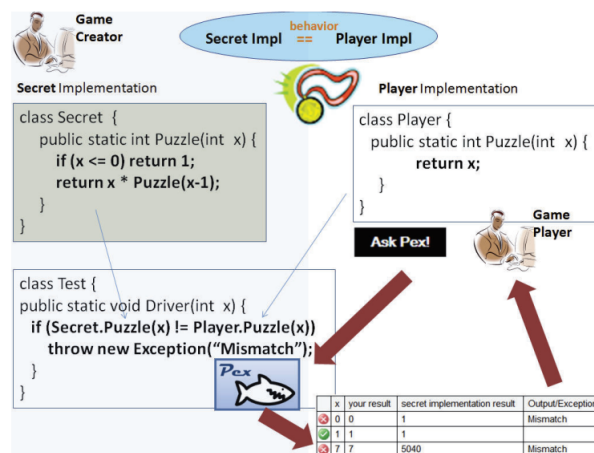 Game
Creator
behavior
Secret Impl == Player Impl
Secret Implementation
class Secret {
public static int Puzzle(int x) {
if (x <= 0) return 1;
return x * Puzzle(x-1);
}
}
Player Implementation
class Player {
public static int Puzzle(int x) {
return x;
}
}
Ask Pex!
Game
Player
class Test {
public static void Driver(int x) {
if (Secret.Puzzle(x) != Player.Puzzle(x))
throw new Exception(“Mismatch”);
}
}
Pex
x your result secret implementation result Output/Exception
0 0 1 Mismatch
1 1 1
7 7 5040 Mismatch